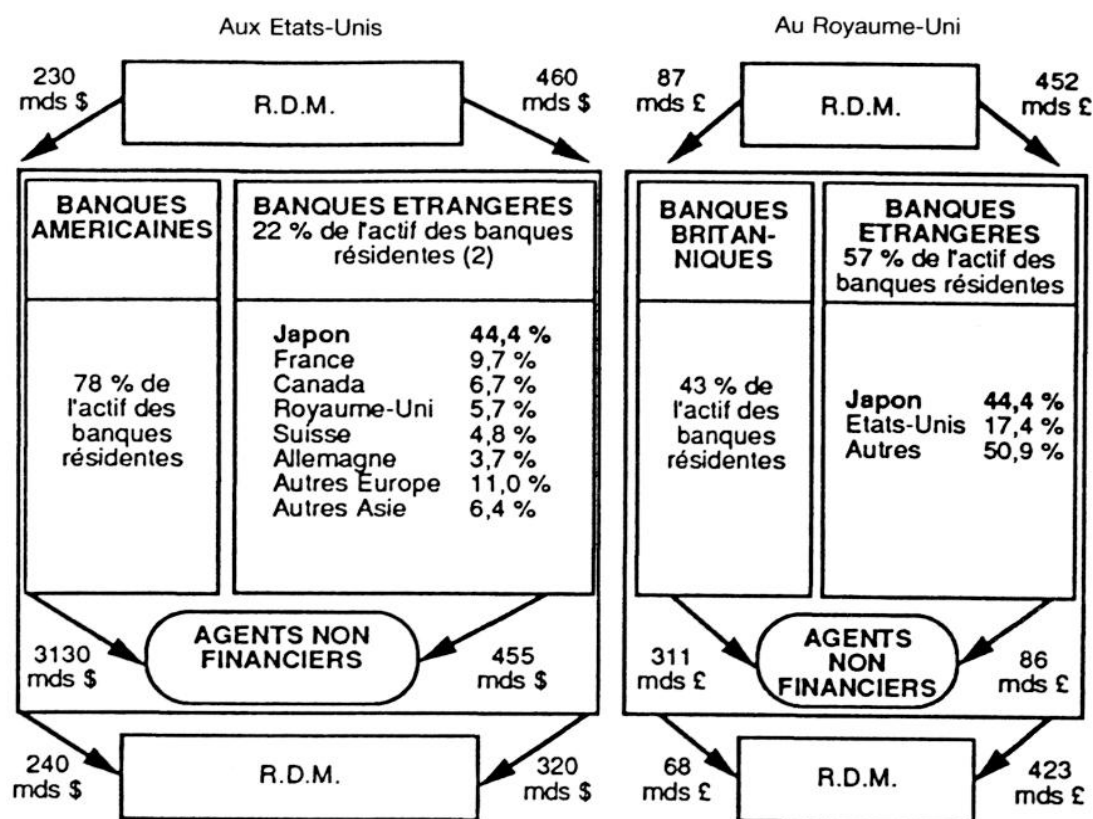 Aux Etats-Unis
230
mds $
R.D.M.
460
mds $
BANQUES
AMERICAINES
BANQUES ETRANGERES
22 % de l'actif des banques
résidentes (2)
78 % de
l'actif des
banques
résidentes
Japon 44,4 %
France 9,7 %
Canada 6,7 %
Royaume-Uni 5,7 %
Suisse 4,8 %
Allemagne 3,7 %
Autres Europe 11,0 %
Autres Asie 6,4 %
3130
mds $
AGENTS NON
FINANCIERS
455
mds $
240
mds $
R.D.M.
320
mds $
Au Royaume-Uni
87
mds £
R.D.M.
452
mds £
BANQUES
BRITAN-
NIQUES
BANQUES
ETRANGERES
57 % de l'actif des
banques résidentes
43 % de
l'actif des
banques
résidentes
Japon 44,4 %
Etats-Unis 17,4 %
Autres 50,9 %
311
mds £
AGENTS
NON
FINANCIERS
86
mds £
68
mds £
R.D.M.
423
mds £